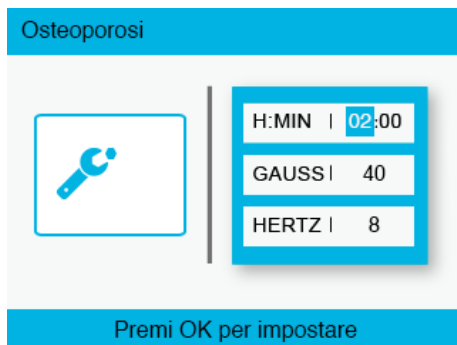 Osteoporosi
H:MIN | 02:00
GAUSS | 40
HERTZ | 8
Premi OK per impostare